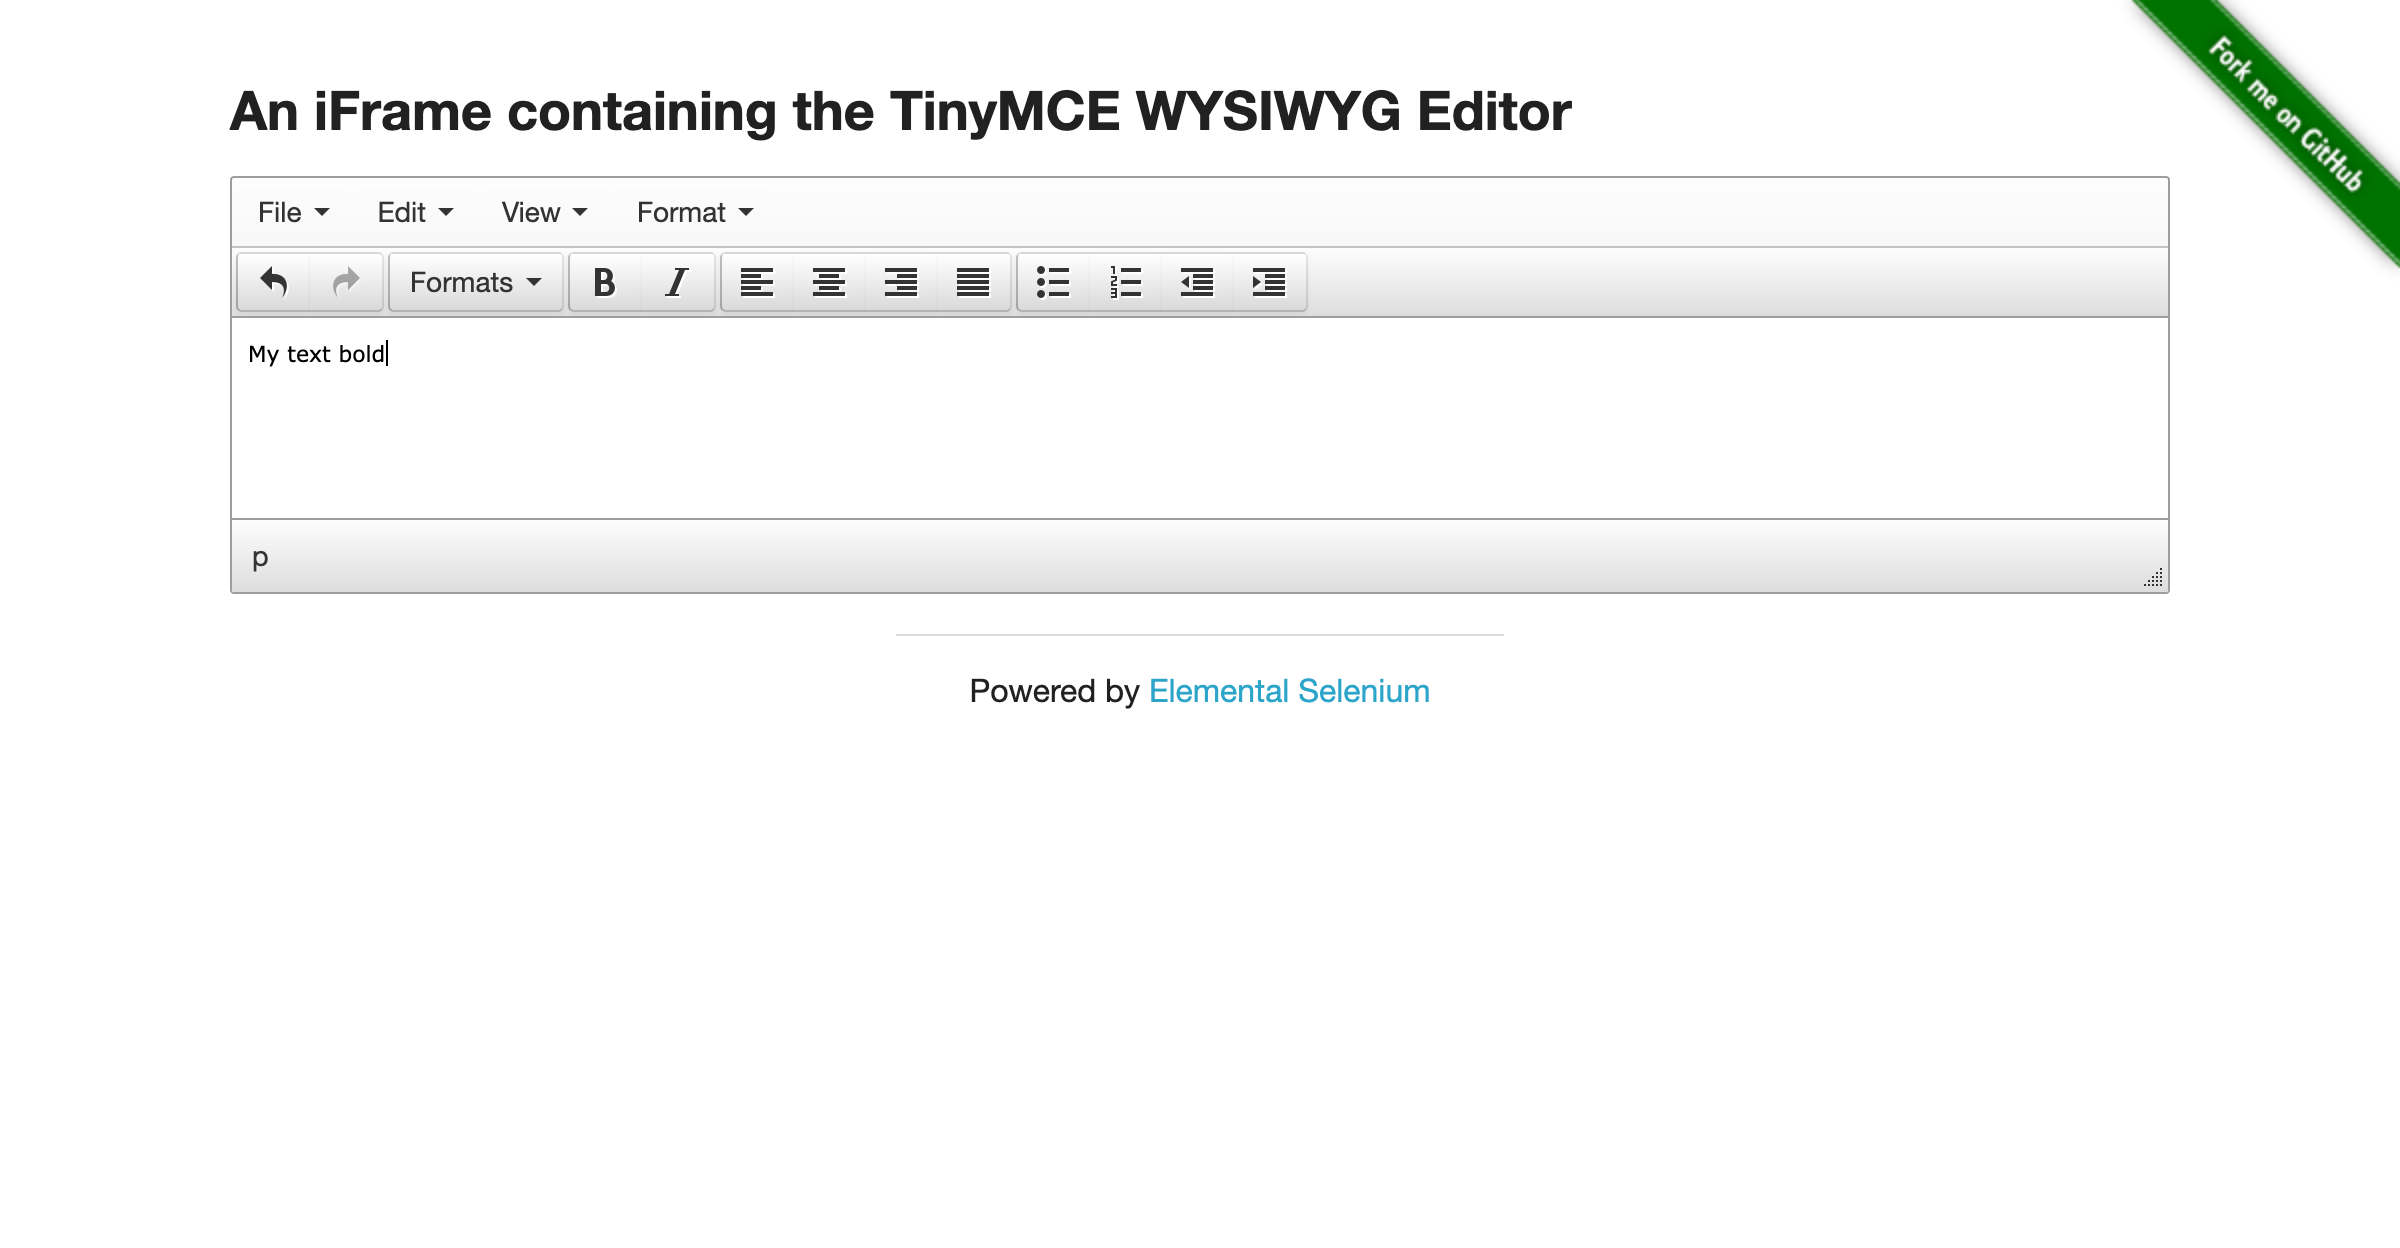 Fork me on GitHub
An iFrame containing the TinyMCE WYSIWYG Editor
File Edit View Format
Formats B I
My text bold
p
Powered by Elemental Selenium